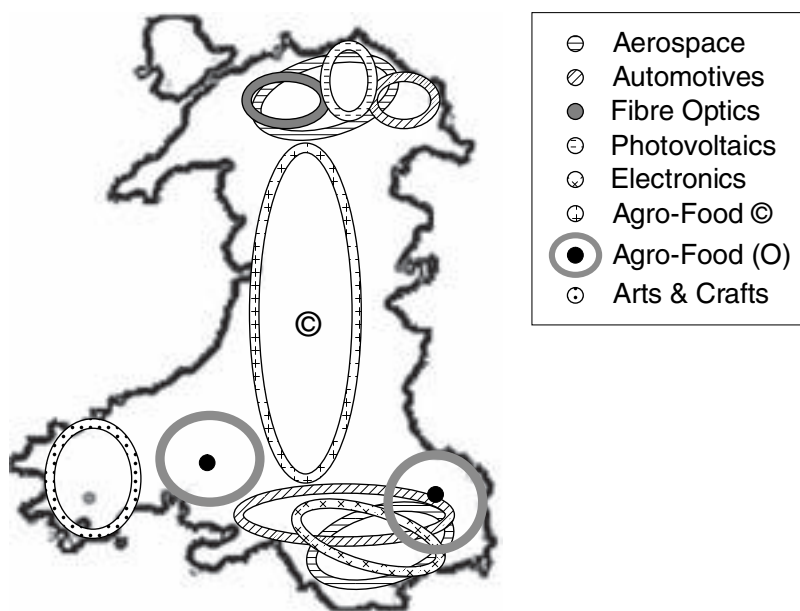 Aerospace
Automotives
Fibre Optics
Photovoltaics
Electronics
Agro-Food ©
Agro-Food (O)
Arts & Crafts
©